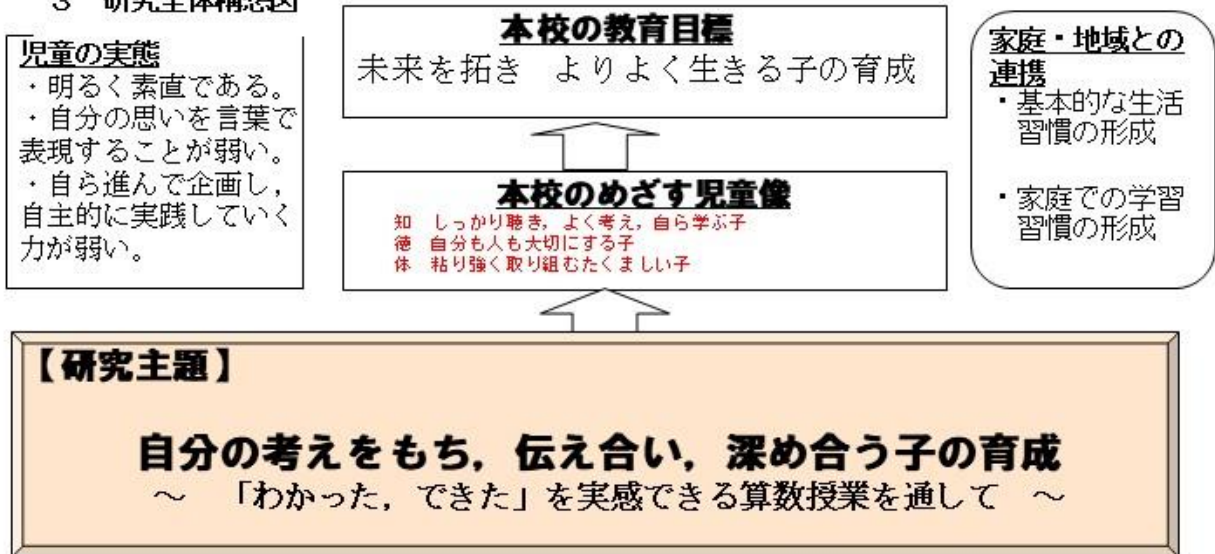 3 研究全体構想図
児童の実態
・明るく素直である。
・自分の思いを言葉で
表現することが弱い。
・自ら進んで企画し，
自主的に実践していく
力が弱い。
本校の教育目標
未来を拓き　よりよく生きる子の育成
本校のめざす児童像
知　しっかり聴き，よく考え，自ら学ぶ子
徳　自分も人も大切にする子
体　粘り強く取り組むたくましい子
家庭・地域との
連携
・基本的な生活
習慣の形成
・家庭での学習
習慣の形成
【研究主題】
自分の考えをもち，伝え合い，深め合う子の育成
～　「わかった，できた」を実感できる算数授業を通して　～